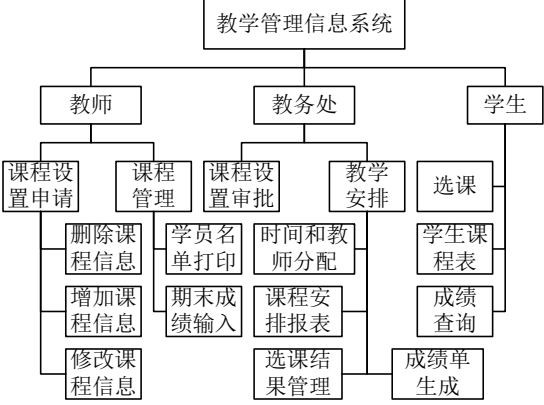 教学管理信息系统
教师
教务处
学生
课程设
置申请
课程
管理
课程设
置审批
教学
安排
选课
删除课
程信息
学员名
单打印
时间和教
师分配
学生课
程表
增加课
程信息
期末成
绩输入
课程安
排报表
成绩
查询
修改课
程信息
选课结
果管理
成绩单
生成